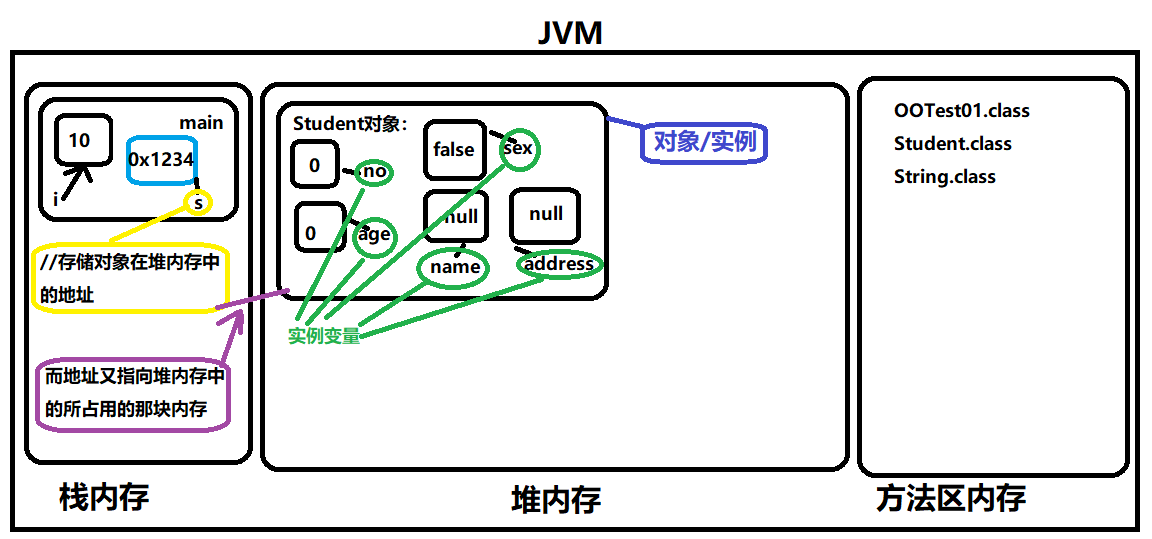 JVM
10
main
0x1234
i
s
//存储对象在堆内存中
的地址
而地址又指向堆内存中
的所占用的那块内存
栈内存
Student对象：
0
no
false
sex
0
age
null
name
null
address
实例变量
对象/实例
堆内存
OOTest01.class
Student.class
String.class
方法区内存